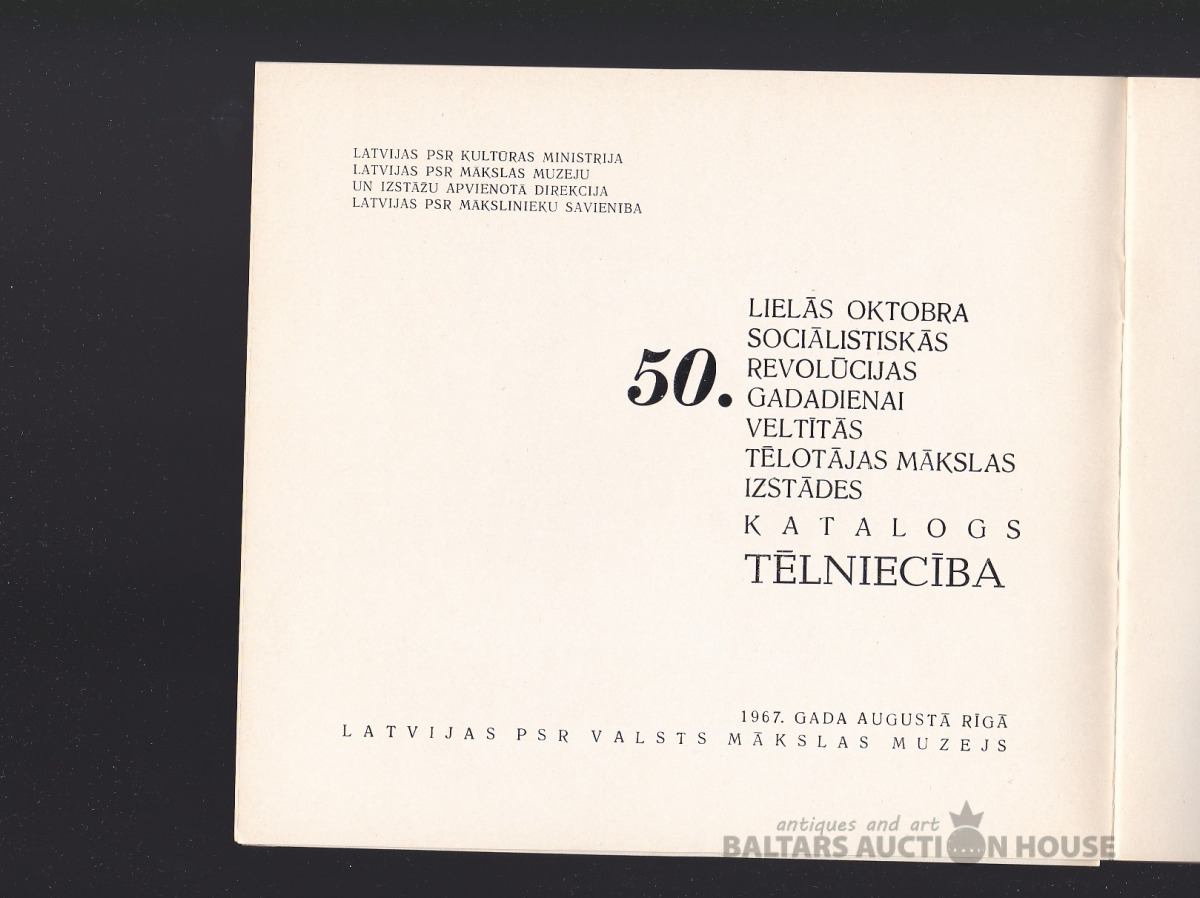 LATVIJAS PSR KULTŪRAS MINISTRIJA
LATVIJAS PSR MĀKSLAS MUZEJU
UN IZSTĀŽU APVIENOTĀ DIREKCIJA
LATVIJAS PSR MĀKSLINIEKU SAVIENĪBA
50.
LIELĀS OKTOBRA
SOCIĀLISTISKĀS
REVOLŪCIJAS
GADADIENAI
VELTĪTĀS
TĒLOTĀJAS MĀKSLAS
IZSTĀDES
KATALOGS
TĒLNIECĪBA
1967. GADA AUGUSTĀ RĪGĀ
LATVIJAS PSR VALSTS MĀKSLAS MUZEJS
antiques and art
BALTARS AUCTION HOUSE